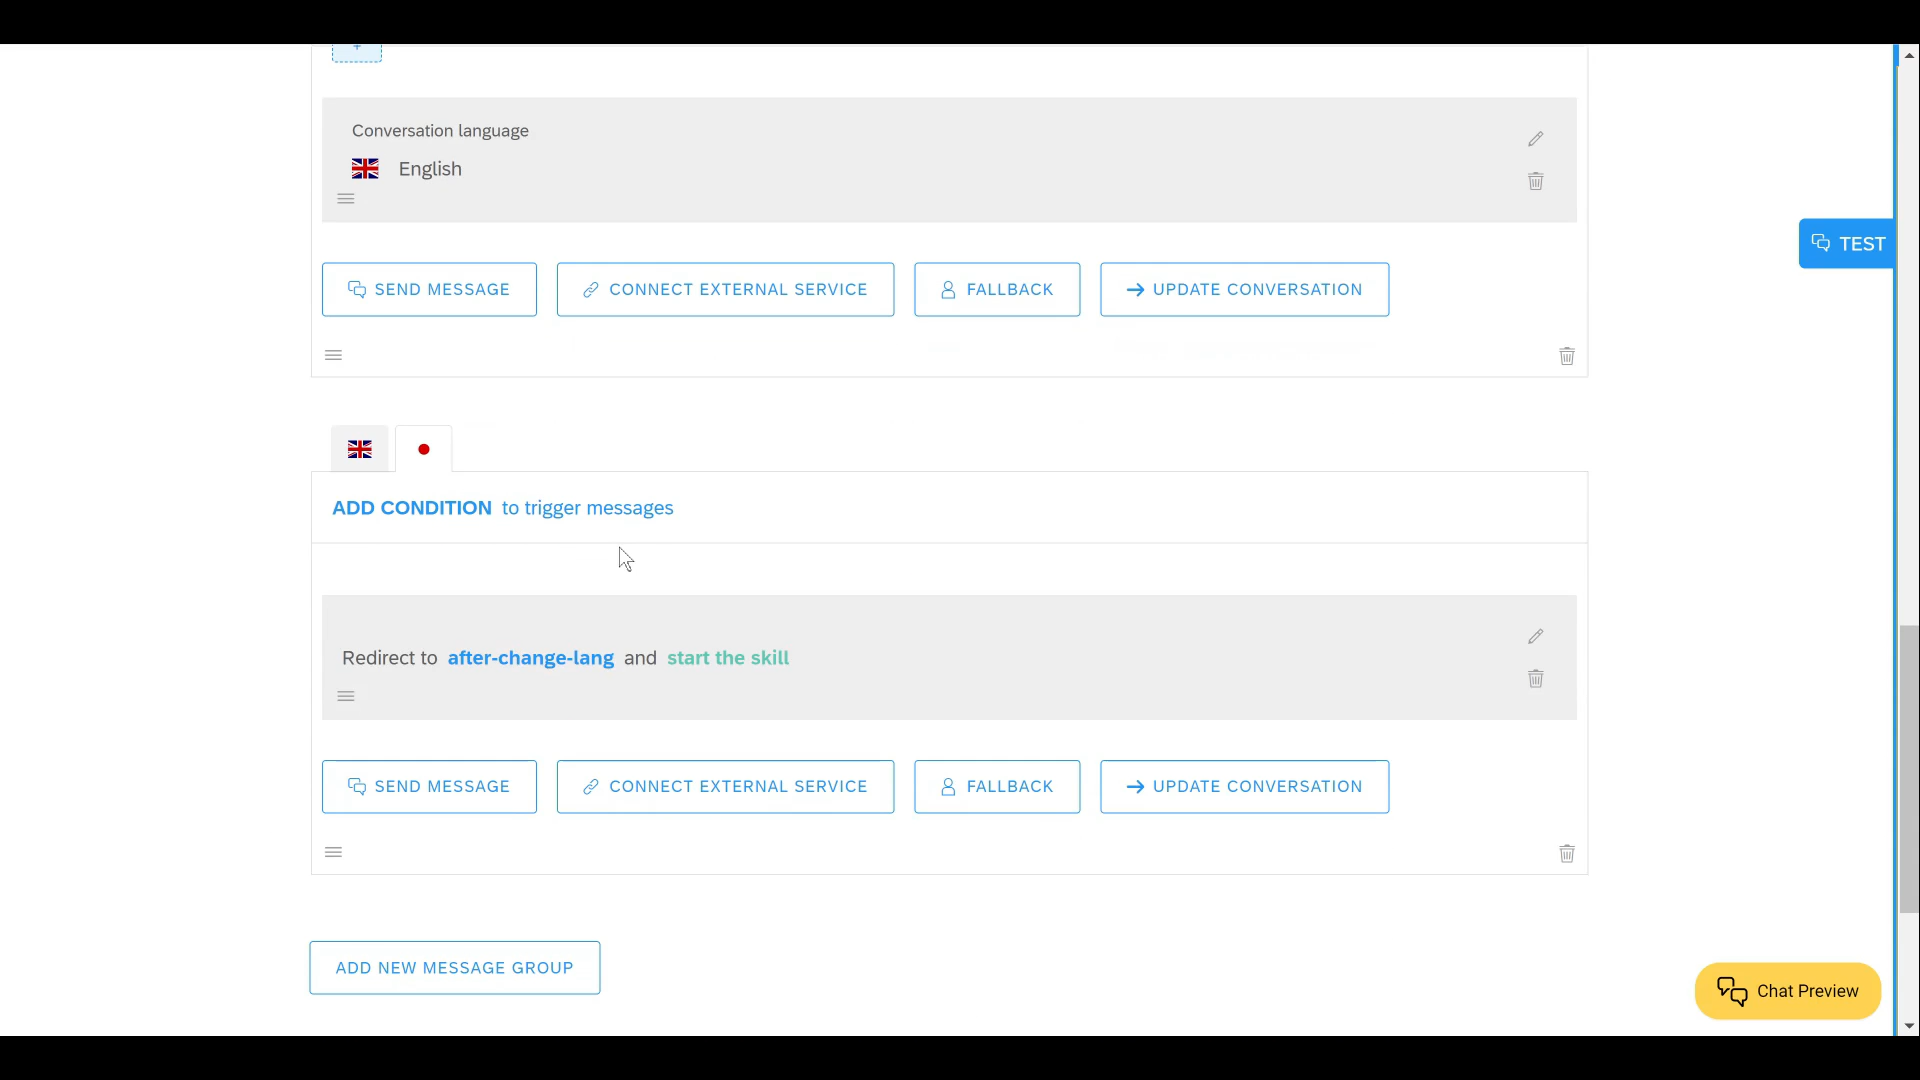 +
Conversation language
English
TEST
SEND MESSAGE
CONNECT EXTERNAL SERVICE
FALLBACK
UPDATE CONVERSATION
ADD CONDITION to trigger messages
Redirect to after-change-lang and start the skill
SEND MESSAGE
CONNECT EXTERNAL SERVICE
FALLBACK
UPDATE CONVERSATION
ADD NEW MESSAGE GROUP
Chat Preview